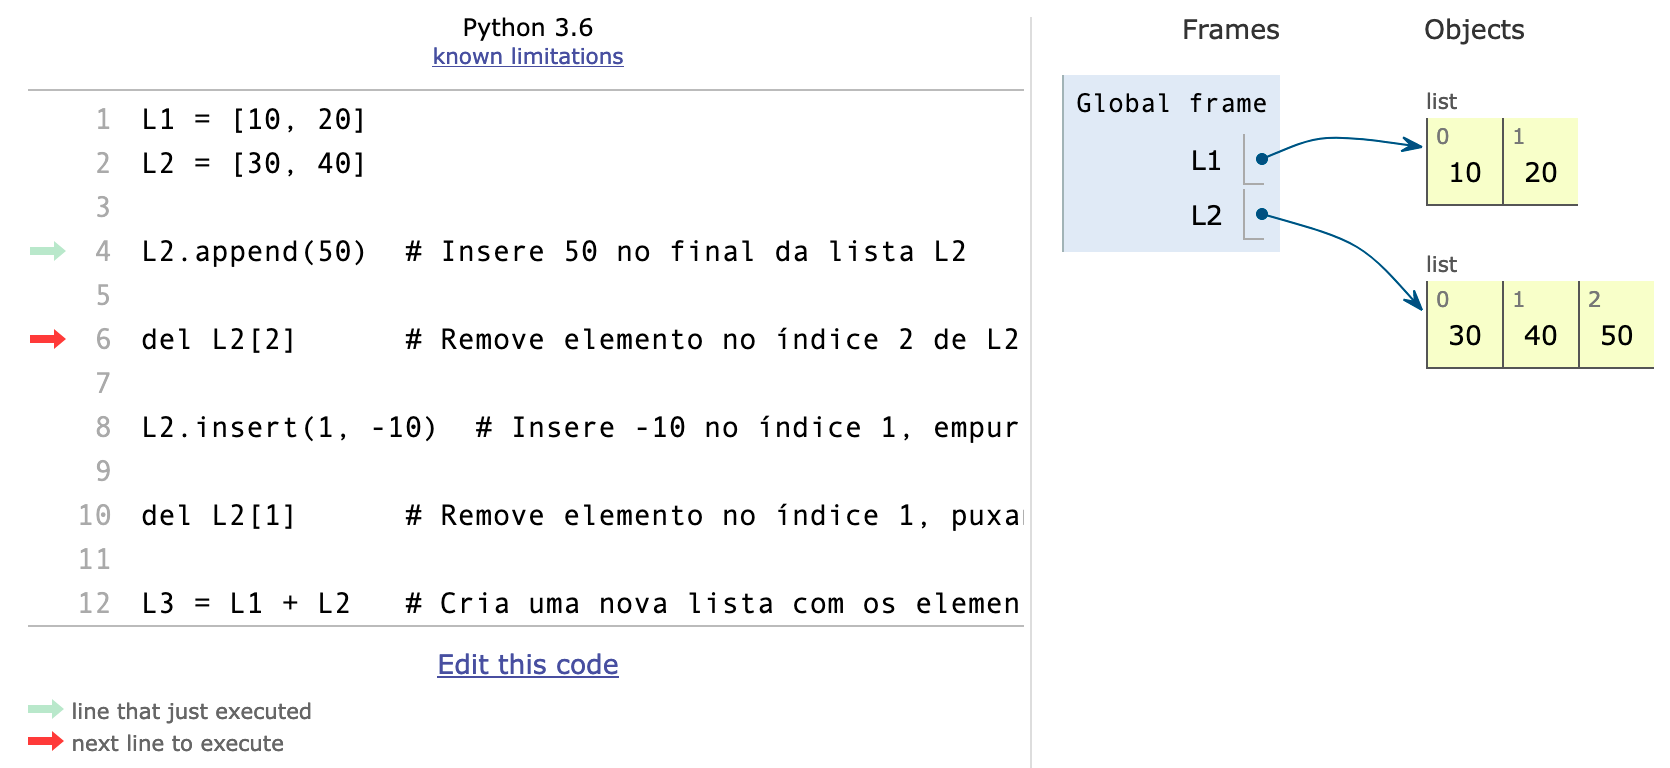 Python 3.6
known limitations
1 L1 = [10, 20]
2 L2 = [30, 40]
3
4 L2.append(50)  # Insere 50 no final da lista L2
5
6 del L2[2]      # Remove elemento no índice 2 de L2
7
8 L2.insert(1, -10)  # Insere -10 no índice 1, empur
9
10 del L2[1]      # Remove elemento no índice 1, puxa
11
12 L3 = L1 + L2   # Cria uma nova lista com os elemen
Edit this code
line that just executed
next line to execute
Frames
Objects
Global frame
L1
L2
list
0 1
10 20
list
0 1 2
30 40 50